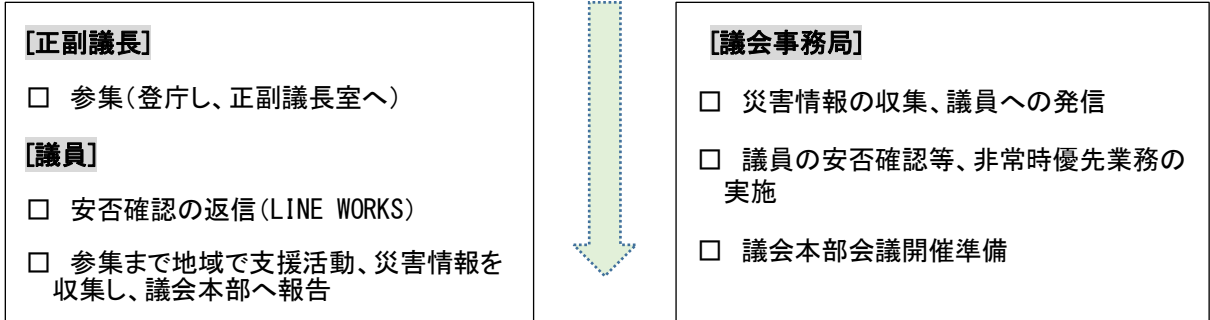 [正副議長]
□ 参集(登庁し、正副議長室へ)
[議員]
□ 安否確認の返信(LINE WORKS)
□ 参集まで地域で支援活動、災害情報を
収集し、議会本部へ報告
[議会事務局]
□ 災害情報の収集、議員への発信
□ 議員の安否確認等、非常時優先業務の
実施
□ 議会本部会議開催準備